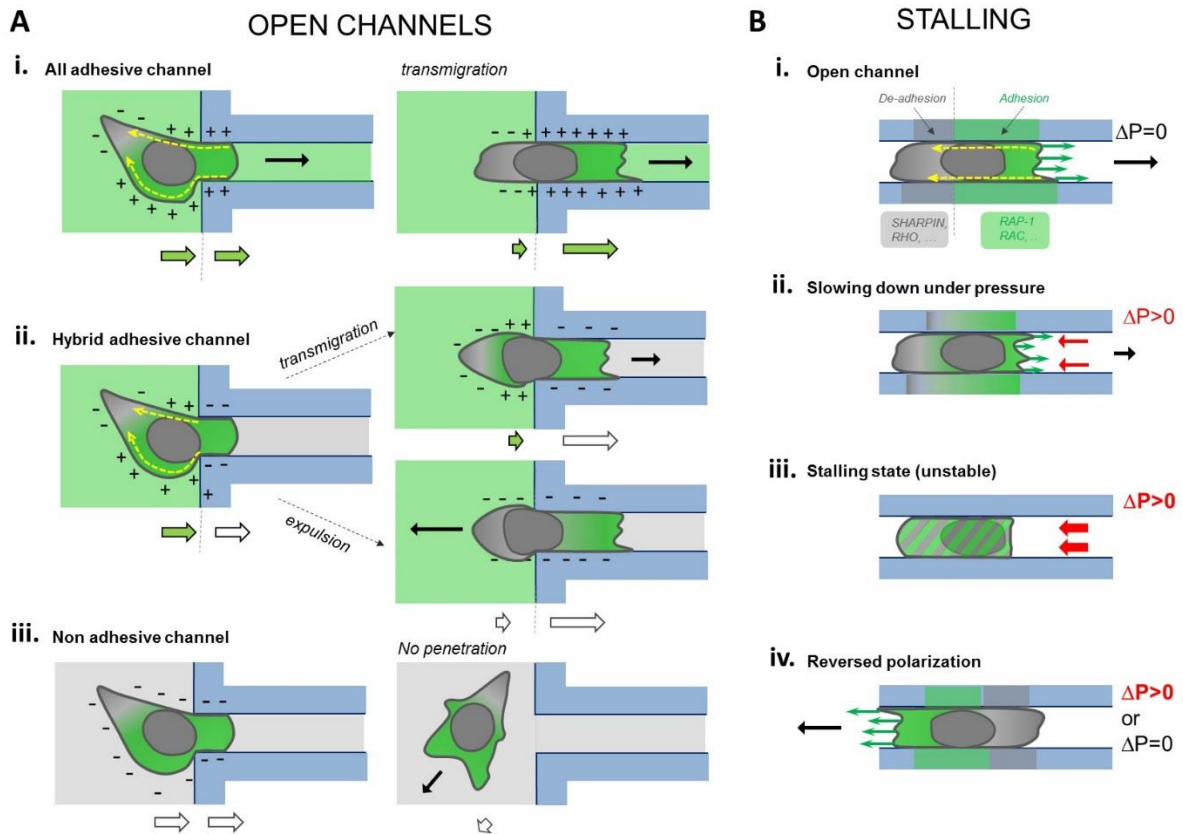 A
OPEN CHANNELS
i. All adhesive channel
transmigration
- - + + + +
- + + + + + + +
- - + + + + + +
- - + + + + + +
ii. Hybrid adhesive channel
transmigration
expulsion
- - + + - -
- + + + + + - -
- - + + - - -
- - + + - - -
- - - - - - -
- - - - - - -
iii. Non adhesive channel
No penetration
- - - - - -
- - - - - - -
B
STALLING
i. Open channel
De-adhesion
Adhesion
ΔP=0
SHARPIN,
RHO, ...
RAP-1
RAC, ..
ii. Slowing down under pressure
ΔP>0
iii. Stalling state (unstable)
ΔP>0
iv. Reversed polarization
ΔP>0
or
ΔP=0